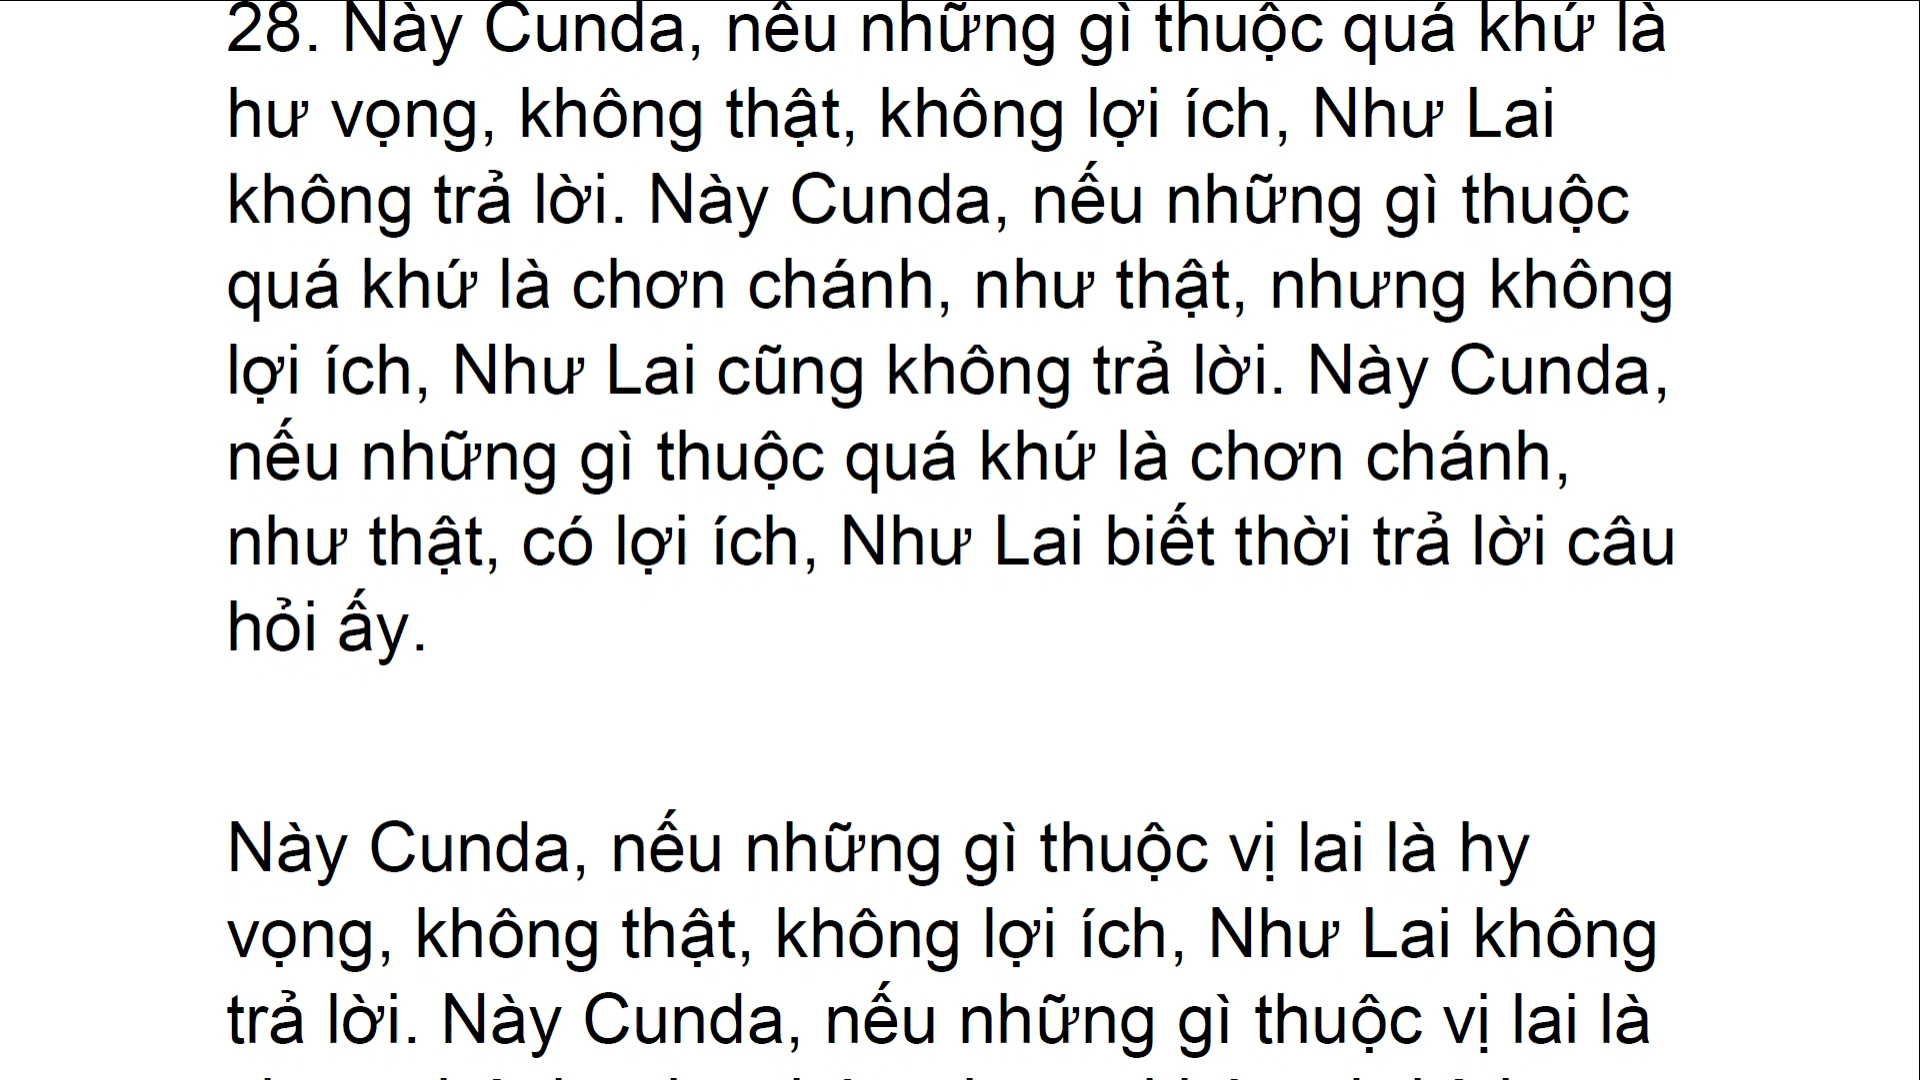 28. Này Cunda, nếu những gì thuộc quá khứ là
hư vọng, không thật, không lợi ích, Như Lai
không trả lời. Này Cunda, nếu những gì thuộc
quá khứ là chơn chánh, như thật, nhưng không
lợi ích, Như Lai cũng không trả lời. Này Cunda,
nếu những gì thuộc quá khứ là chơn chánh,
như thật, có lợi ích, Như Lai biết thời trả lời câu
hỏi ấy.
Này Cunda, nếu những gì thuộc vị lai là hy
vọng, không thật, không lợi ích, Như Lai không
trả lời. Này Cunda, nếu những gì thuộc vị lai là